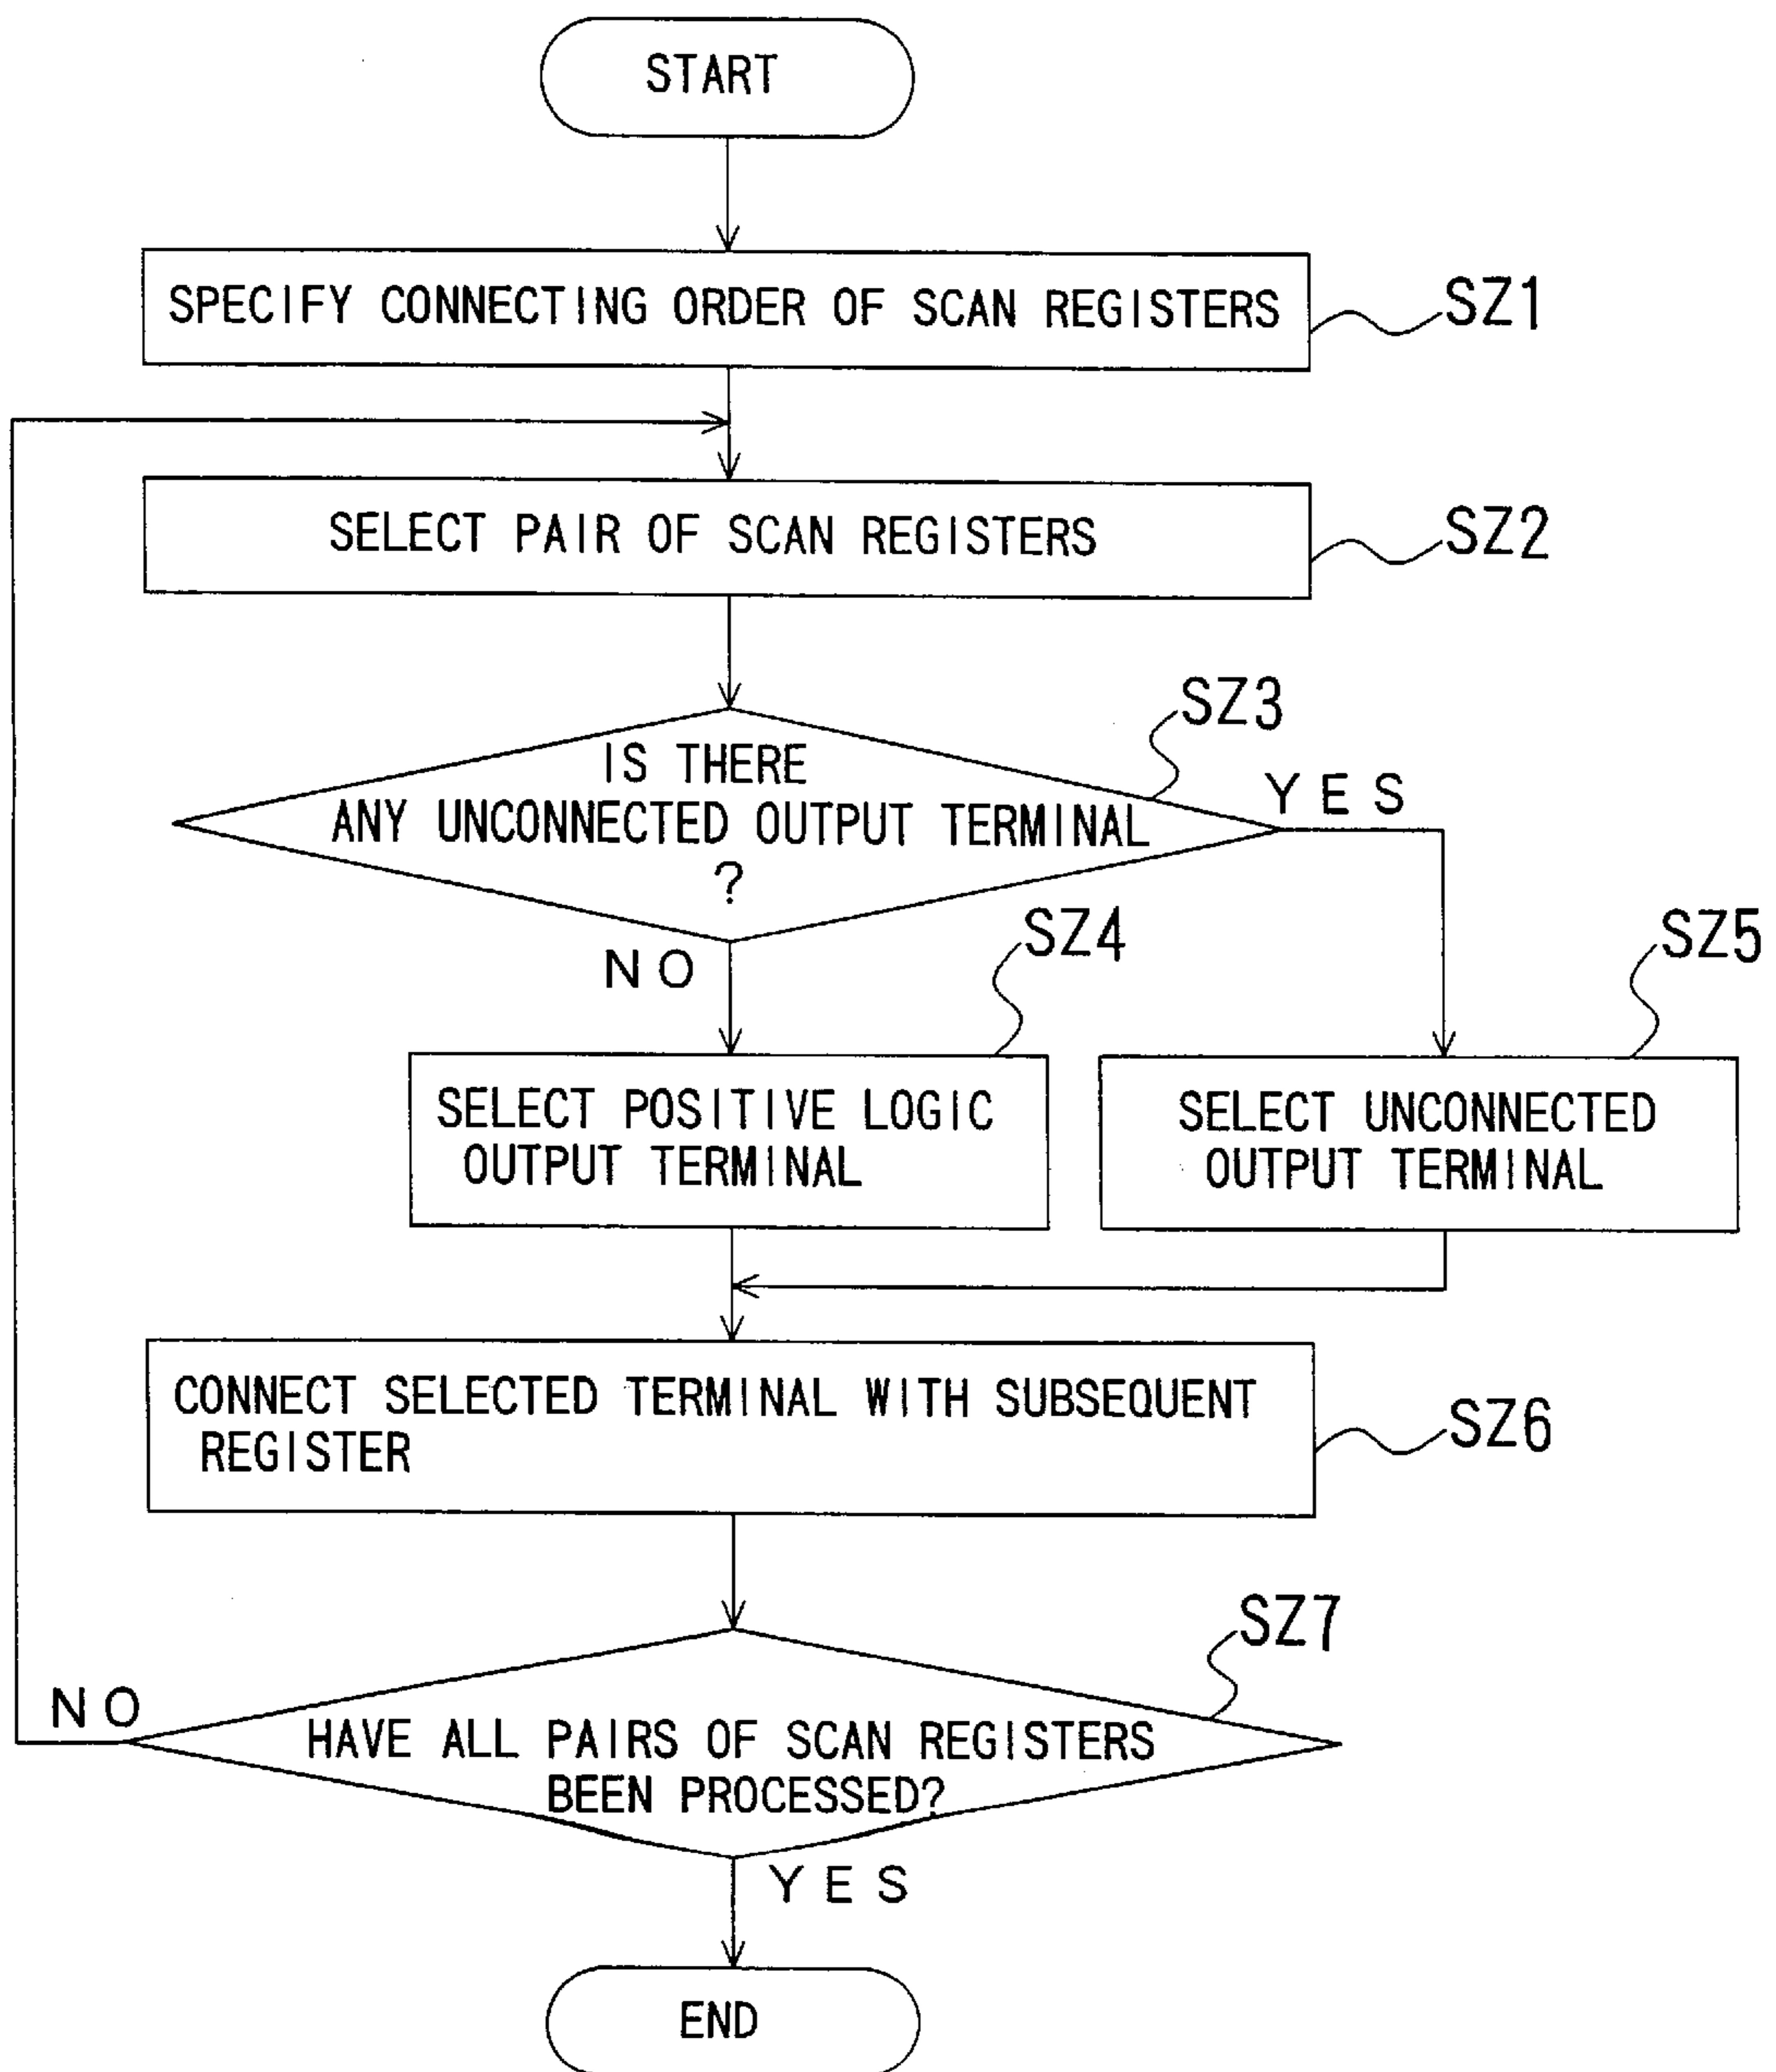 START
SPECIFY CONNECTING ORDER OF SCAN REGISTERS
SZ1
SELECT PAIR OF SCAN REGISTERS
SZ2
SZ3
IS THERE
ANY UNCONNECTED OUTPUT TERMINAL
?
YES
NO
SZ4
SZ5
SELECT POSITIVE LOGIC
OUTPUT TERMINAL
SELECT UNCONNECTED
OUTPUT TERMINAL
CONNECT SELECTED TERMINAL WITH SUBSEQUENT
REGISTER
SZ6
SZ7
NO
HAVE ALL PAIRS OF SCAN REGISTERS
BEEN PROCESSED?
YES
END